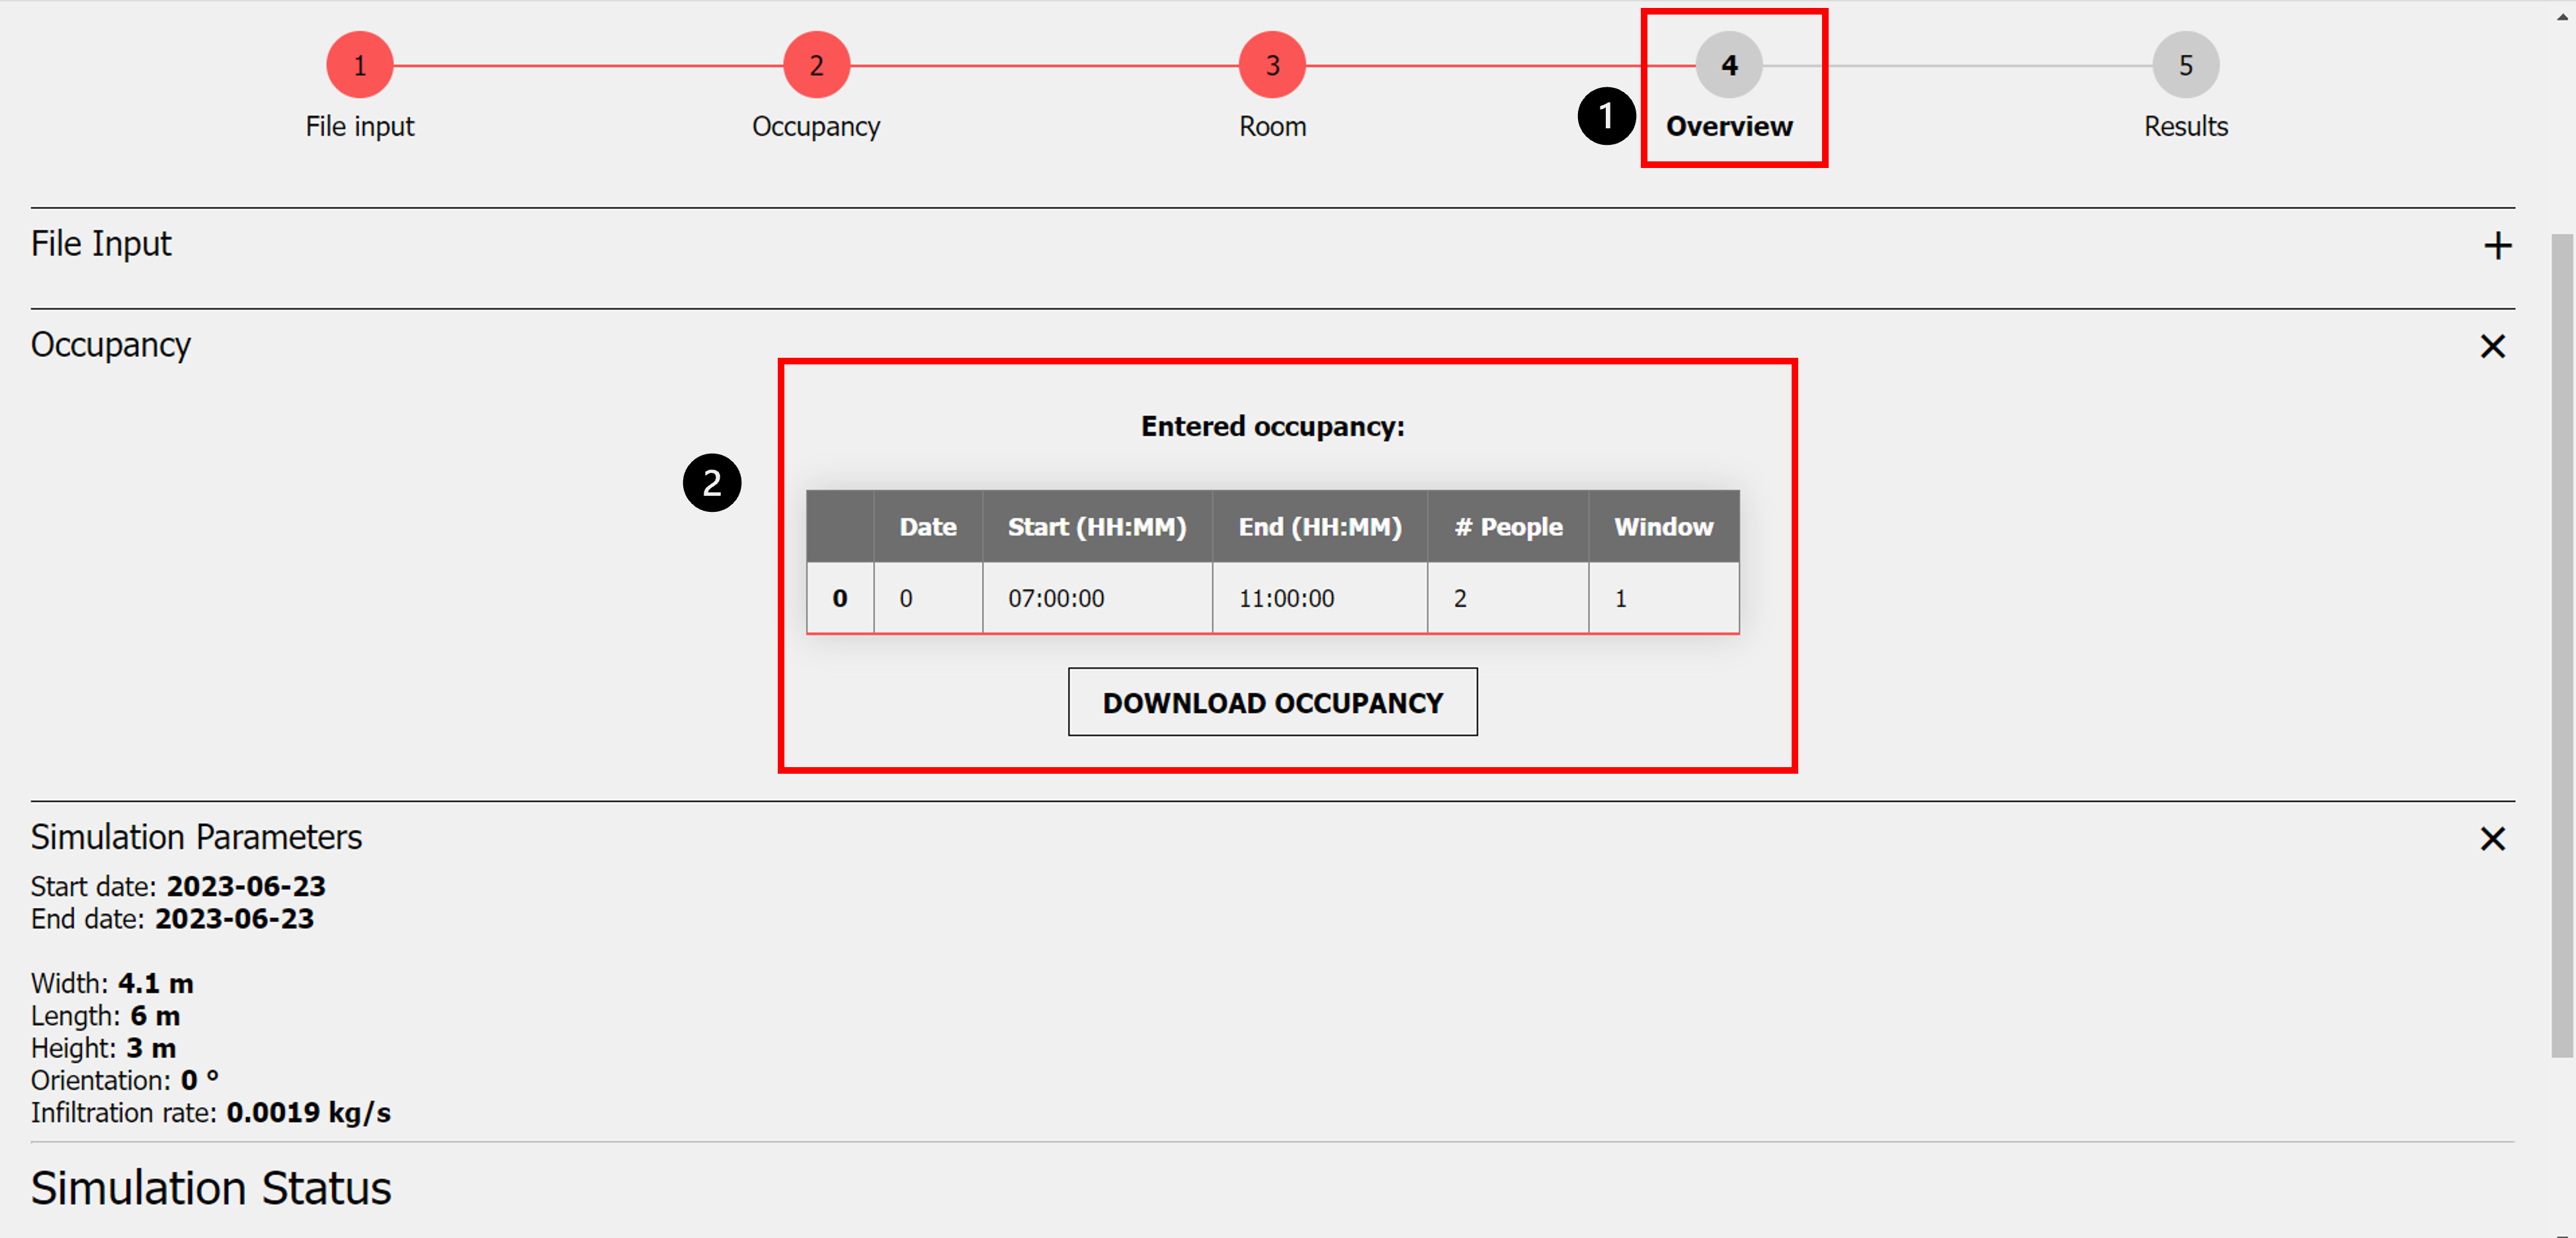 1 2 3 4 5
1
File input Occupancy Room Overview Results
File Input +
Occupancy ×
Entered occupancy:
2
Date Start (HH:MM) End (HH:MM) # People Window
0 0 07:00:00 11:00:00 2 1
DOWNLOAD OCCUPANCY
Simulation Parameters ×
Start date: 2023-06-23
End date: 2023-06-23
Width: 4.1 m
Length: 6 m
Height: 3 m
Orientation: 0 °
Infiltration rate: 0.0019 kg/s
Simulation Status